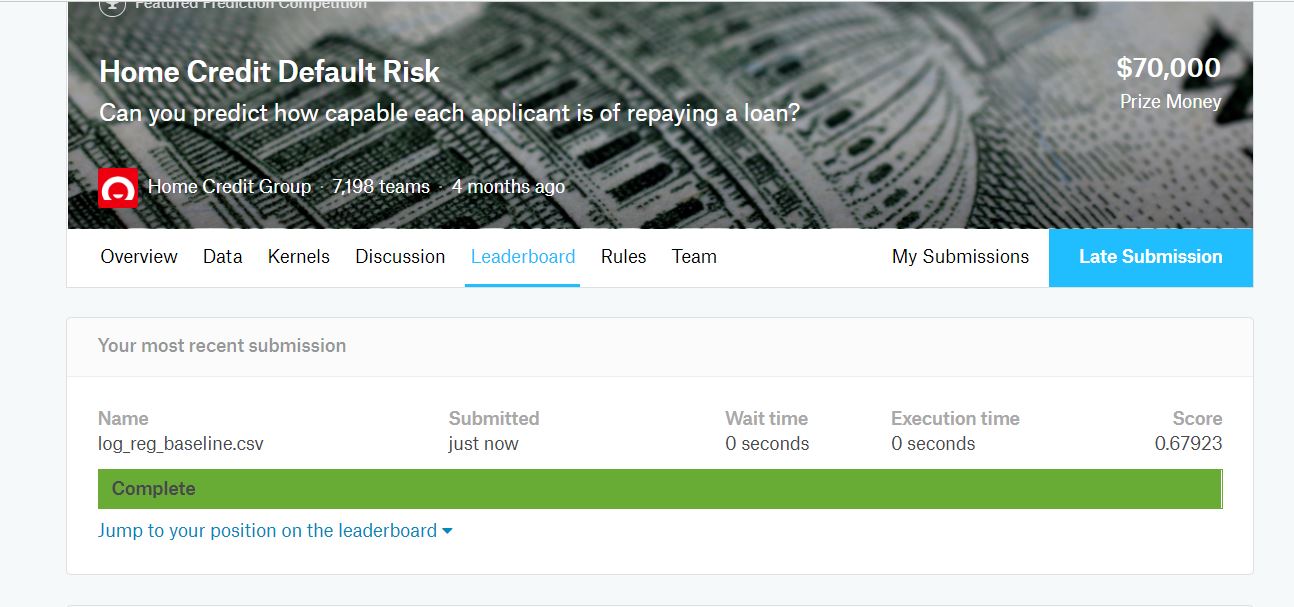 Featured Prediction Competition
Home Credit Default Risk
$70,000
Can you predict how capable each applicant is of repaying a loan?
Prize Money
Home Credit Group · 7,198 teams · 4 months ago
Overview Data Kernels Discussion Leaderboard Rules Team My Submissions Late Submission
Your most recent submission
Name Submitted Wait time Execution time Score
log_reg_baseline.csv just now 0 seconds 0 seconds 0.67923
Complete
Jump to your position on the leaderboard